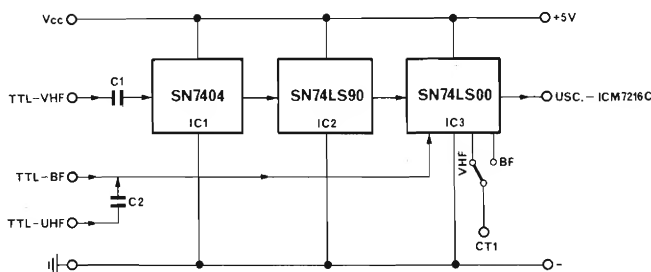 Vcc
+5V
C1
TTL-VHF
SN7404
IC1
SN74LS90
IC2
SN74LS00
IC3
USC.-ICM7216C
VHF
BF
TTL-BF
C2
TTL-UHF
CT1
-